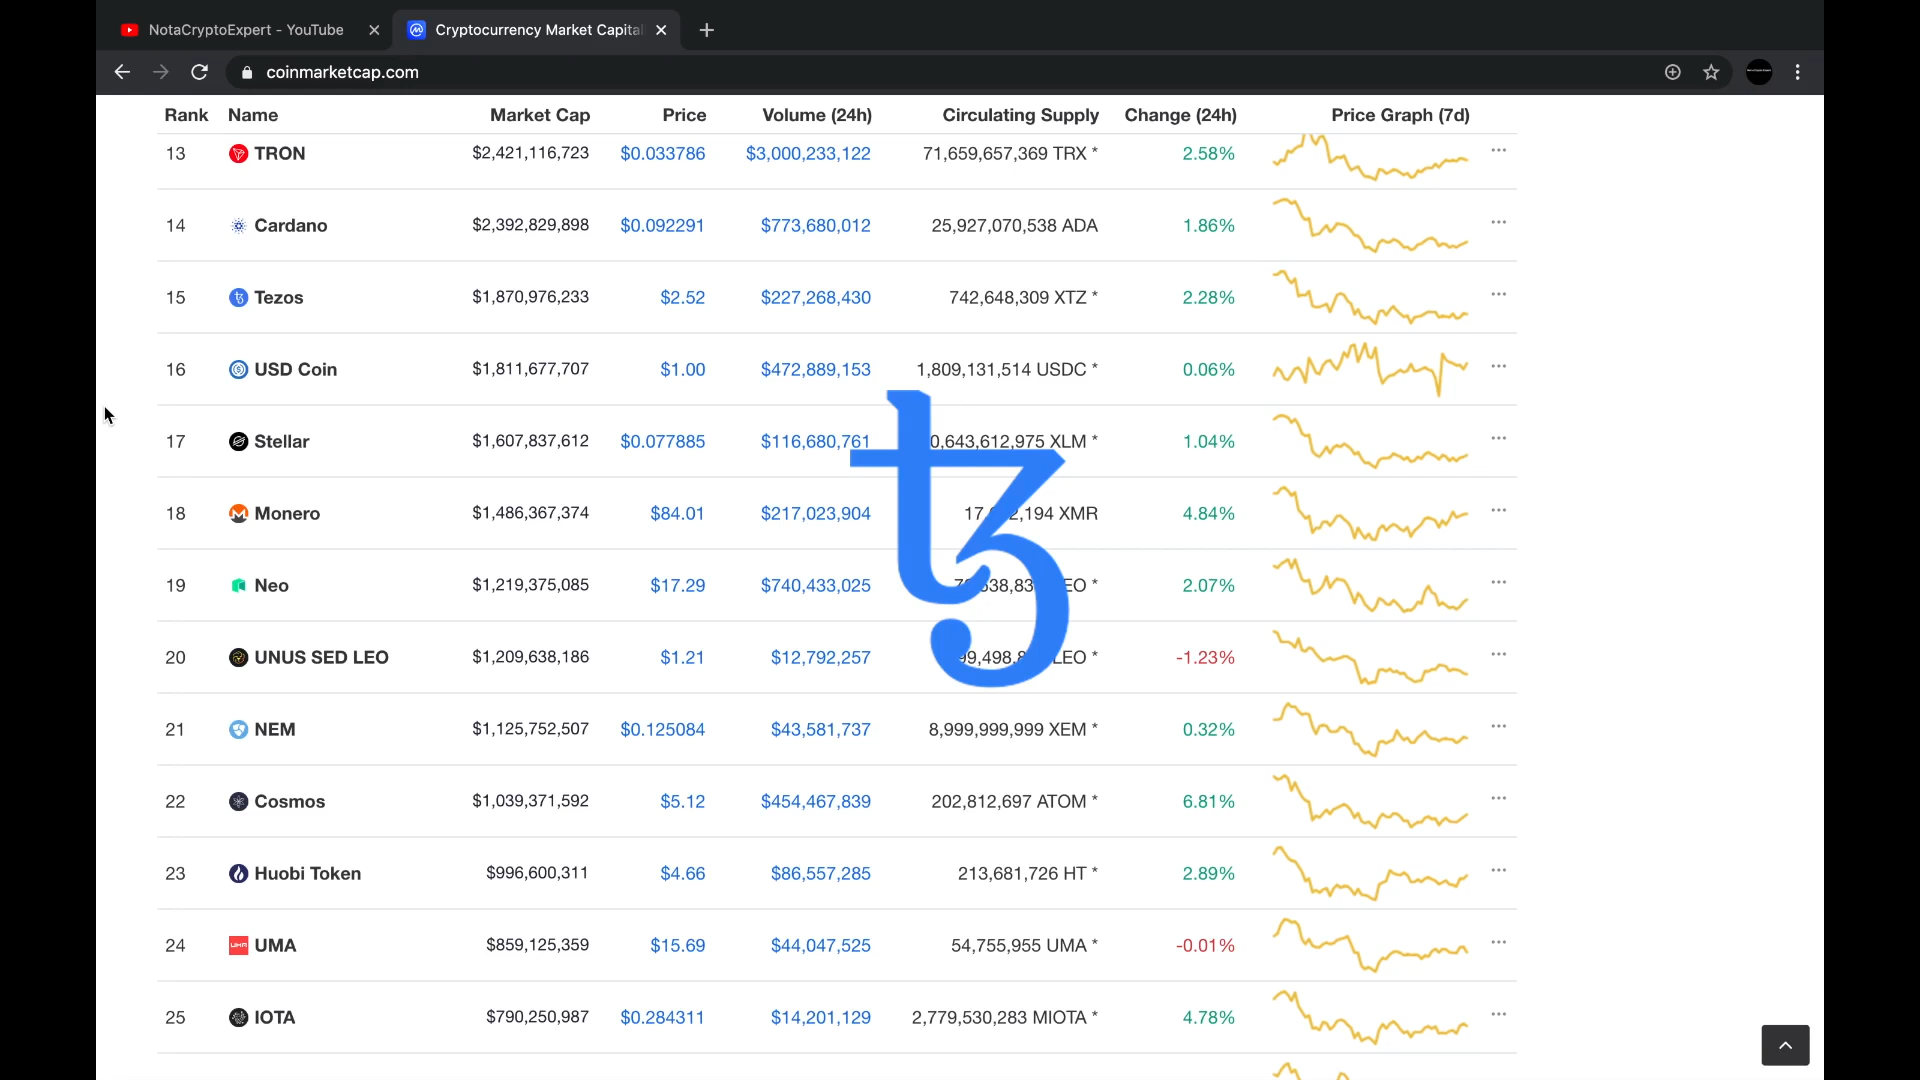 NotaCryptoExpert - YouTube
Cryptocurrency Market Capital
coinmarketcap.com
Rank Name Market Cap Price Volume (24h) Circulating Supply Change (24h) Price Graph (7d)
13 TRON $2,421,116,723 $0.033786 $3,000,233,122 71,659,657,369 TRX * 2.58%
14 Cardano $2,392,829,898 $0.092291 $773,680,012 25,927,070,538 ADA 1.86%
15 Tezos $1,870,976,233 $2.52 $227,268,430 742,648,309 XTZ * 2.28%
16 USD Coin $1,811,677,707 $1.00 $472,889,153 1,809,131,514 USDC * 0.06%
17 Stellar $1,607,837,612 $0.077885 $116,680,761 0,643,612,975 XLM * 1.04%
18 Monero $1,486,367,374 $84.01 $217,023,904 XMR 4.84%
19 Neo $1,219,375,085 $17.29 $740,433,025 2.07%
20 UNUS SED LEO $1,209,638,186 $1.21 $12,792,257 LEO * -1.23%
21 NEM $1,125,752,507 $0.125084 $43,581,737 8,999,999,999 XEM * 0.32%
22 Cosmos $1,039,371,592 $5.12 $454,467,839 202,812,697 ATOM * 6.81%
23 Huobi Token $996,600,311 $4.66 $86,557,285 213,681,726 HT * 2.89%
24 UMA $859,125,359 $15.69 $44,047,525 54,755,955 UMA * -0.01%
25 IOTA $790,250,987 $0.284311 $14,201,129 2,779,530,283 MIOTA * 4.78%